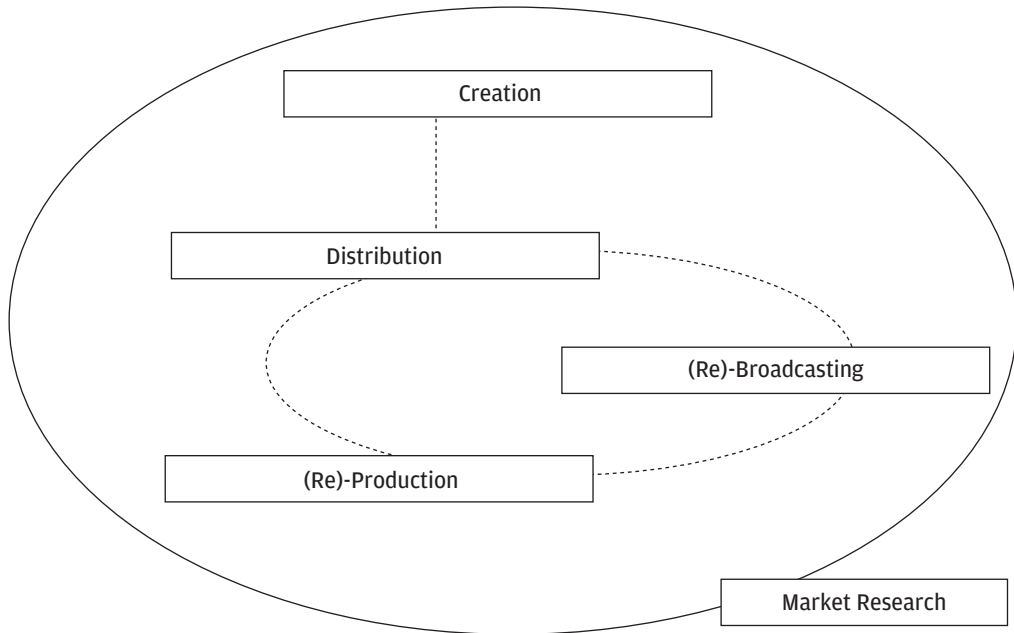 Creation
Distribution
(Re)-Broadcasting
(Re)-Production
Market Research